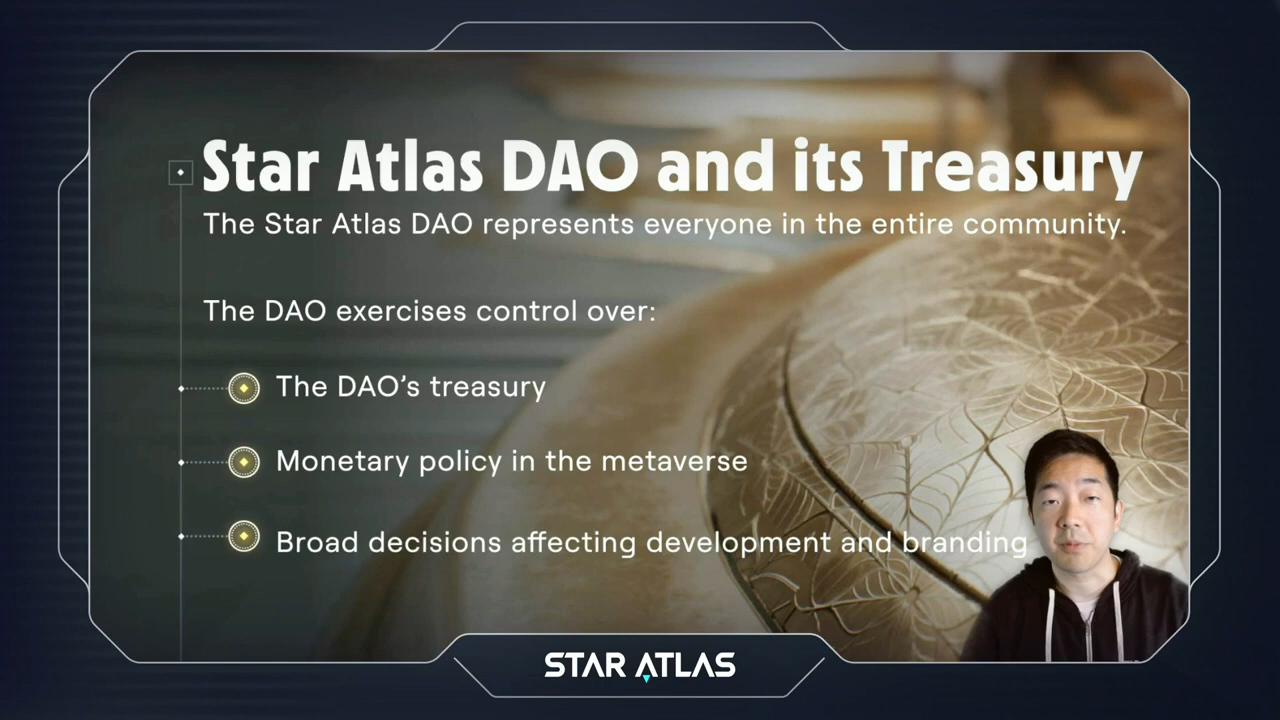 Star Atlas DAO and its Treasury
The Star Atlas DAO represents everyone in the entire community.
The DAO exercises control over:
The DAO’s treasury
Monetary policy in the metaverse
Broad decisions affecting development and branding
STAR ATLAS